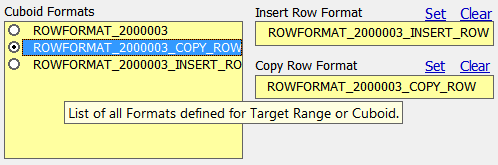 Cuboid Formats
ROWFORMAT_2000003
ROWFORMAT_2000003_COPY_ROW
ROWFORMAT_2000003_INSERT_RO
List of all Formats defined for Target Range or Cuboid.
Insert Row Format Set Clear
ROWFORMAT_2000003_INSERT_ROW
Copy Row Format Set Clear
ROWFORMAT_2000003_COPY_ROW